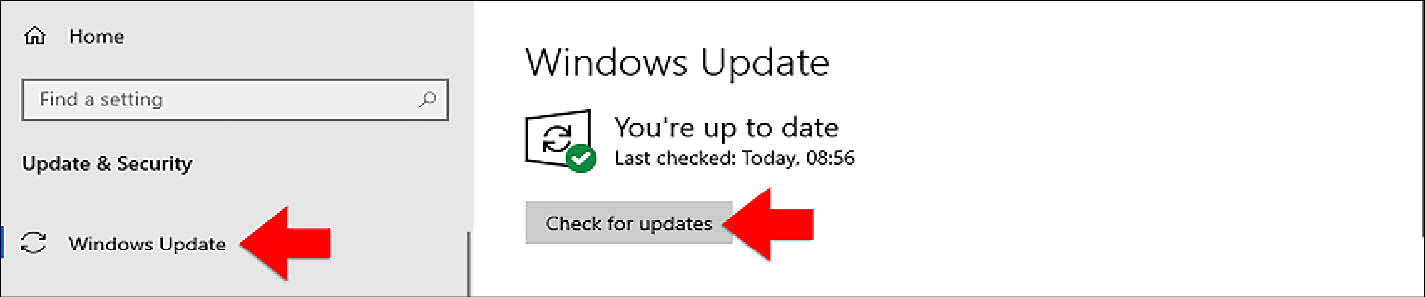 Home
Find a setting
Update & Security
Windows Update
Windows Update
You're up to date
Last checked: Today, 08:56
Check for updates